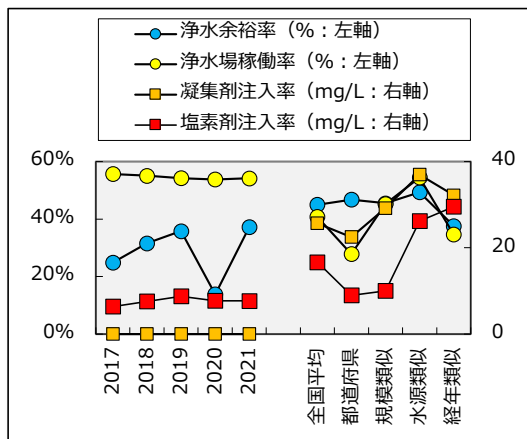 浄水余裕率（%：左軸）
浄水場稼働率（%：左軸）
凝集剤注入率（mg/L：右軸）
塩素剤注入率（mg/L：右軸）
60%
40%
20%
0%
40
20
0
2017
2018
2019
2020
2021
全国平均
都道府県
規模類似
水源類似
経年類似